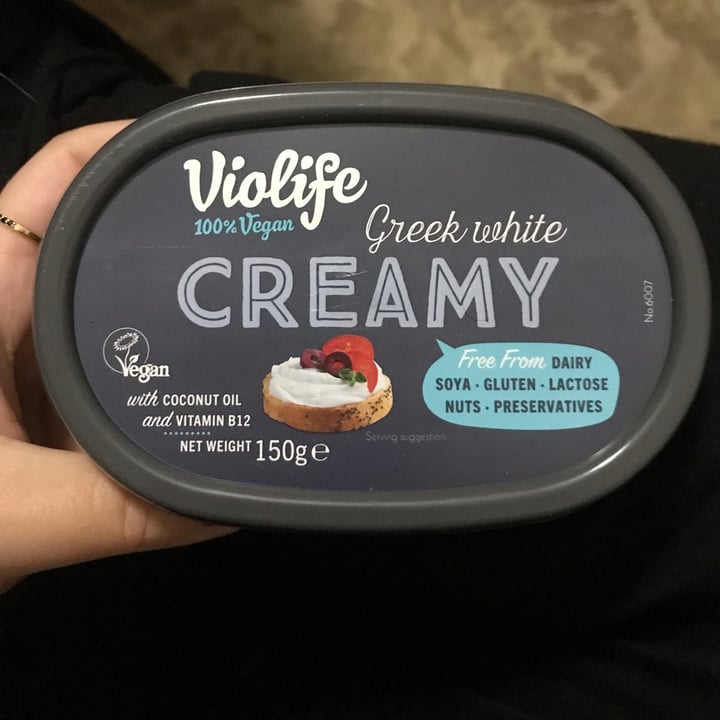 Violife
100% Vegan
Greek white
CREAMY
Vegan
with COCONUT OIL
and VITAMIN B12
NET WEIGHT 150g e
Serving suggestion
Free From DAIRY
SOYA · GLUTEN · LACTOSE
NUTS · PRESERVATIVES
No.6007